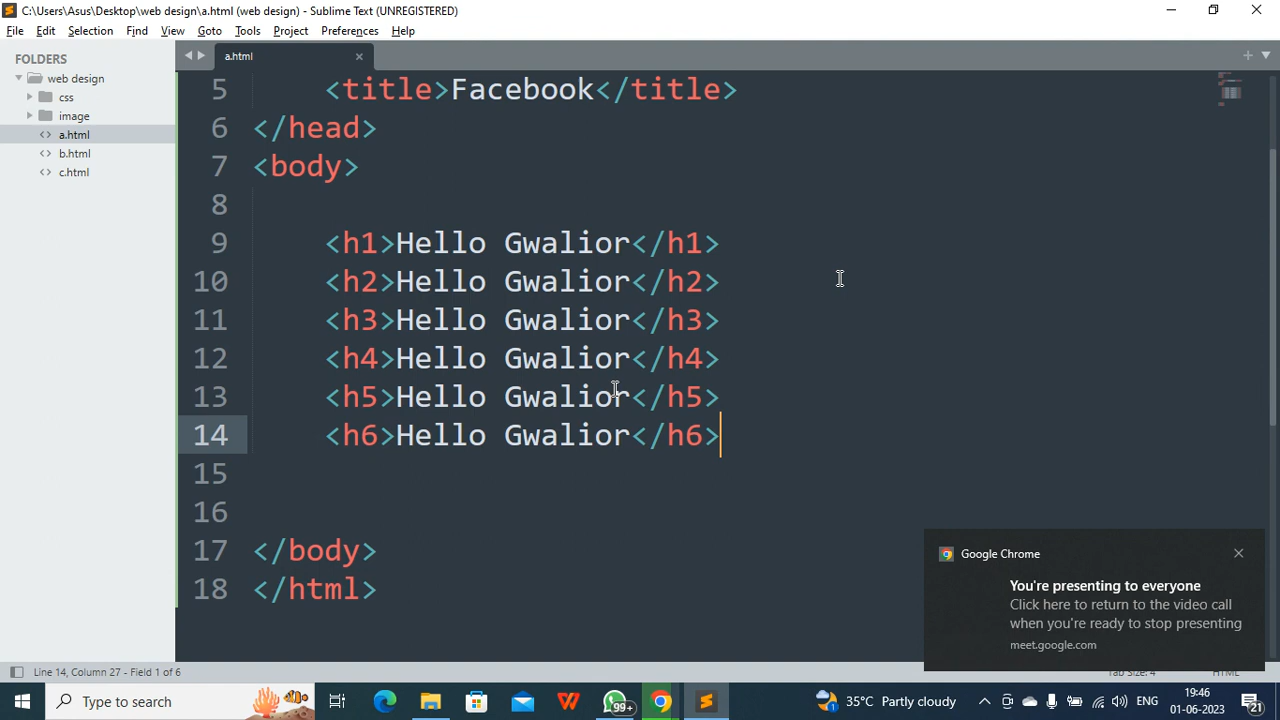 C:\Users\Asus\Desktop\web design\a.html (web design) - Sublime Text (UNREGISTERED)
File Edit Selection Find View Goto Tools Project Preferences Help
FOLDERS
web design
css
image
a.html
b.html
c.html
a.html
5 <title>Facebook</title>
6 </head>
7 <body>
8
9 <h1>Hello Gwalior</h1>
10 <h2>Hello Gwalior</h2>
11 <h3>Hello Gwalior</h3>
12 <h4>Hello Gwalior</h4>
13 <h5>Hello Gwalior</h5>
14 <h6>Hello Gwalior</h6>
15
16
17 </body>
18 </html>
Google Chrome
You're presenting to everyone
Click here to return to the video call
when you're ready to stop presenting
meet.google.com
Line 14, Column 27 - Field 1 of 6
Tab Size: 4 HTML
Type here to search
99+
35°C Partly cloudy
ENG
19:46
01-06-2023
21